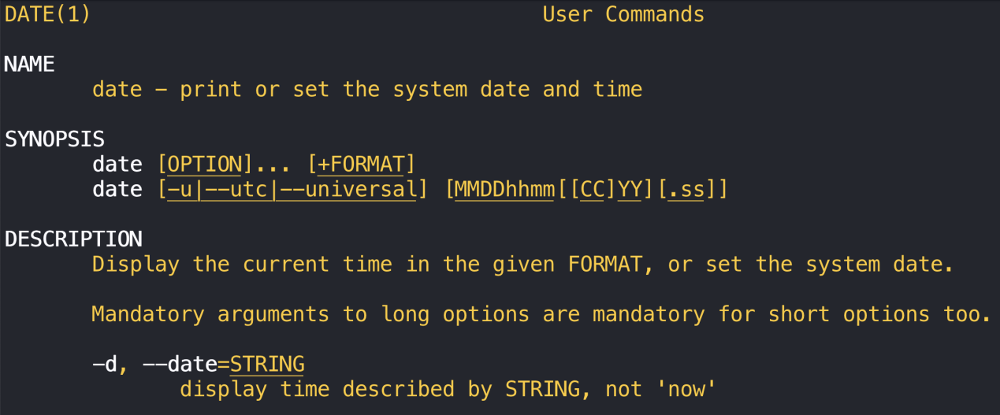 DATE(1) User Commands
NAME
date - print or set the system date and time
SYNOPSIS
date [OPTION]... [+FORMAT]
date [-u|--utc|--universal] [MMDDhhmm[[CC]YY][.ss]]
DESCRIPTION
Display the current time in the given FORMAT, or set the system date.
Mandatory arguments to long options are mandatory for short options too.
-d, --date=STRING
display time described by STRING, not 'now'